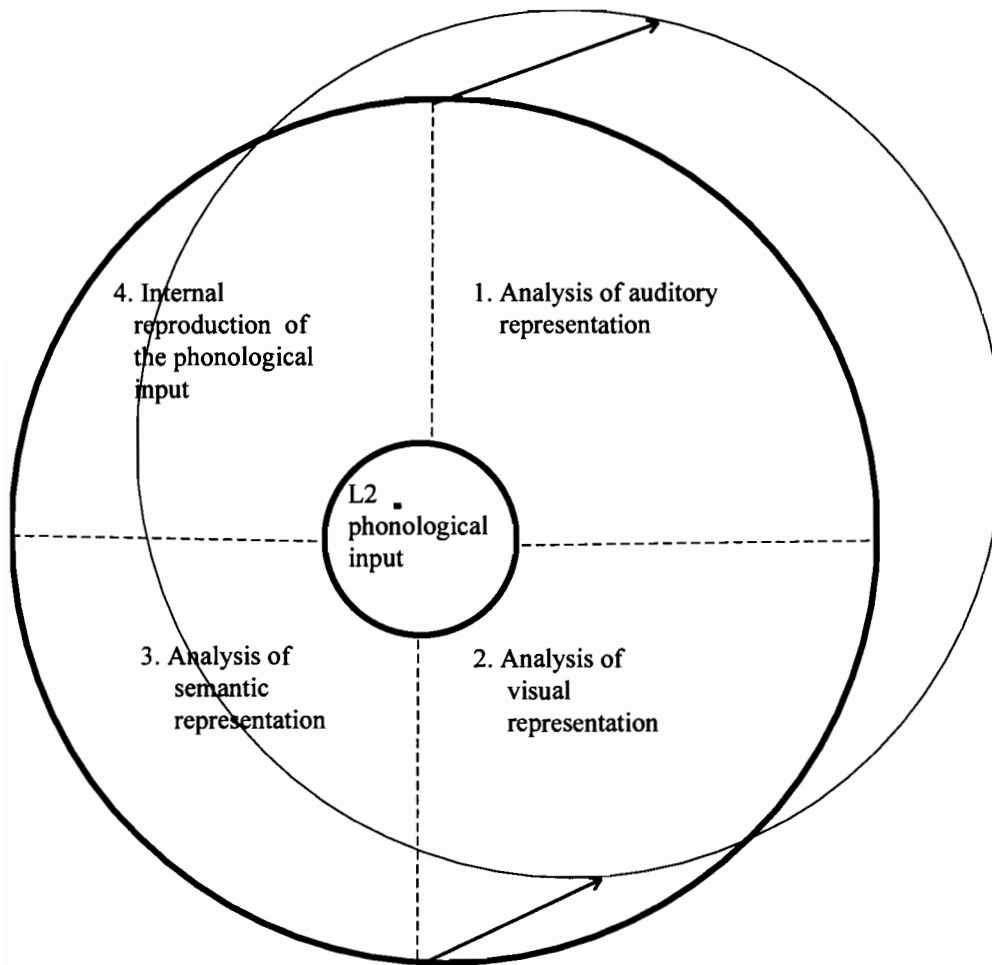 4. Internal
reproduction of
the phonological
input
1. Analysis of auditory
representation
L2
phonological
input
3. Analysis of
semantic
representation
2. Analysis of
visual
representation